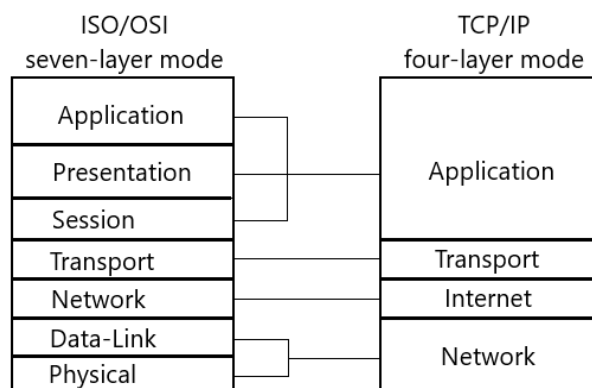 ISO/OSI
seven-layer mode
Application
Presentation
Session
Transport
Network
Data-Link
Physical
TCP/IP
four-layer mode
Application
Transport
Internet
Network